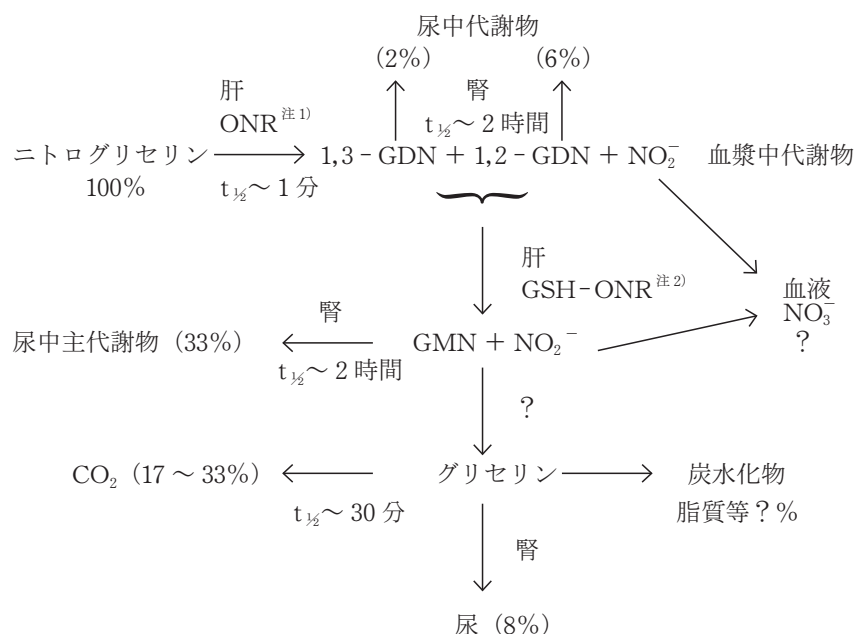 尿中代謝物
(2%) (6%)
肝 腎
ONR注1) t½～2時間
ニトログリセリン 1,3-GDN + 1,2-GDN + NO₂⁻ 血漿中代謝物
100% t½～1分
肝
GSH-ONR注2) 血液
NO₃⁻
腎 ?
尿中主代謝物 (33%) GMN + NO₂⁻
t½～2時間
?
CO₂ (17～33%) グリセリン 炭水化物
t½～30分 脂質等?%
腎
尿 (8%)